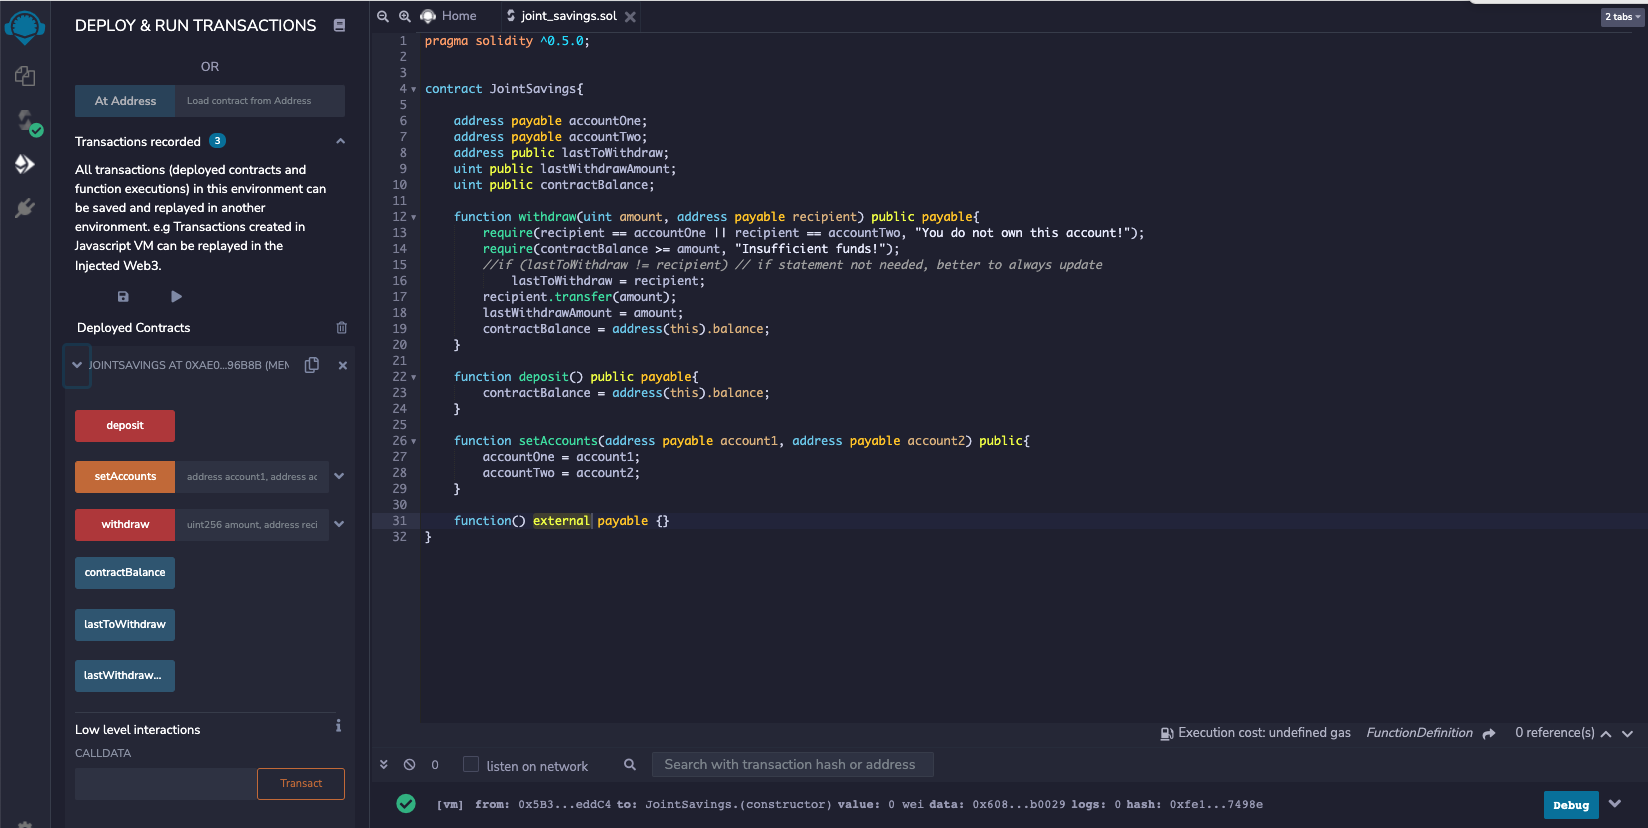 DEPLOY & RUN TRANSACTIONS
OR
At Address Load contract from Address
Transactions recorded 3
All transactions (deployed contracts and
function executions) in this environment can
be saved and replayed in another
environment. e.g Transactions created in
Javascript VM can be replayed in the
Injected Web3.
Deployed Contracts
JOINTSAVINGS AT 0XAE0...96B8B (MEM
deposit
setAccounts address account1, address ac
withdraw uint256 amount, address reci
contractBalance
lastToWithdraw
lastWithdraw...
Low level interactions
CALLDATA
Transact
Home joint_savings.sol 2 tabs
1 pragma solidity ^0.5.0;
2
3
4 contract JointSavings{
5
6 address payable accountOne;
7 address payable accountTwo;
8 address public lastToWithdraw;
9 uint public lastWithdrawAmount;
10 uint public contractBalance;
11
12 function withdraw(uint amount, address payable recipient) public payable{
13 require(recipient == accountOne || recipient == accountTwo, "You do not own this account!");
14 require(contractBalance >= amount, "Insufficient funds!");
15 //if (lastToWithdraw != recipient) // if statement not needed, better to always update
16 lastToWithdraw = recipient;
17 recipient.transfer(amount);
18 lastWithdrawAmount = amount;
19 contractBalance = address(this).balance;
20 }
21
22 function deposit() public payable{
23 contractBalance = address(this).balance;
24 }
25
26 function setAccounts(address payable account1, address payable account2) public{
27 accountOne = account1;
28 accountTwo = account2;
29 }
30
31 function() external payable {}
32 }
Execution cost: undefined gas FunctionDefinition 0 reference(s)
0 listen on network Search with transaction hash or address
[vm] from: 0x5B3...eddC4 to: JointSavings.(constructor) value: 0 wei data: 0x608...b0029 logs: 0 hash: 0xfe1...7498e Debug